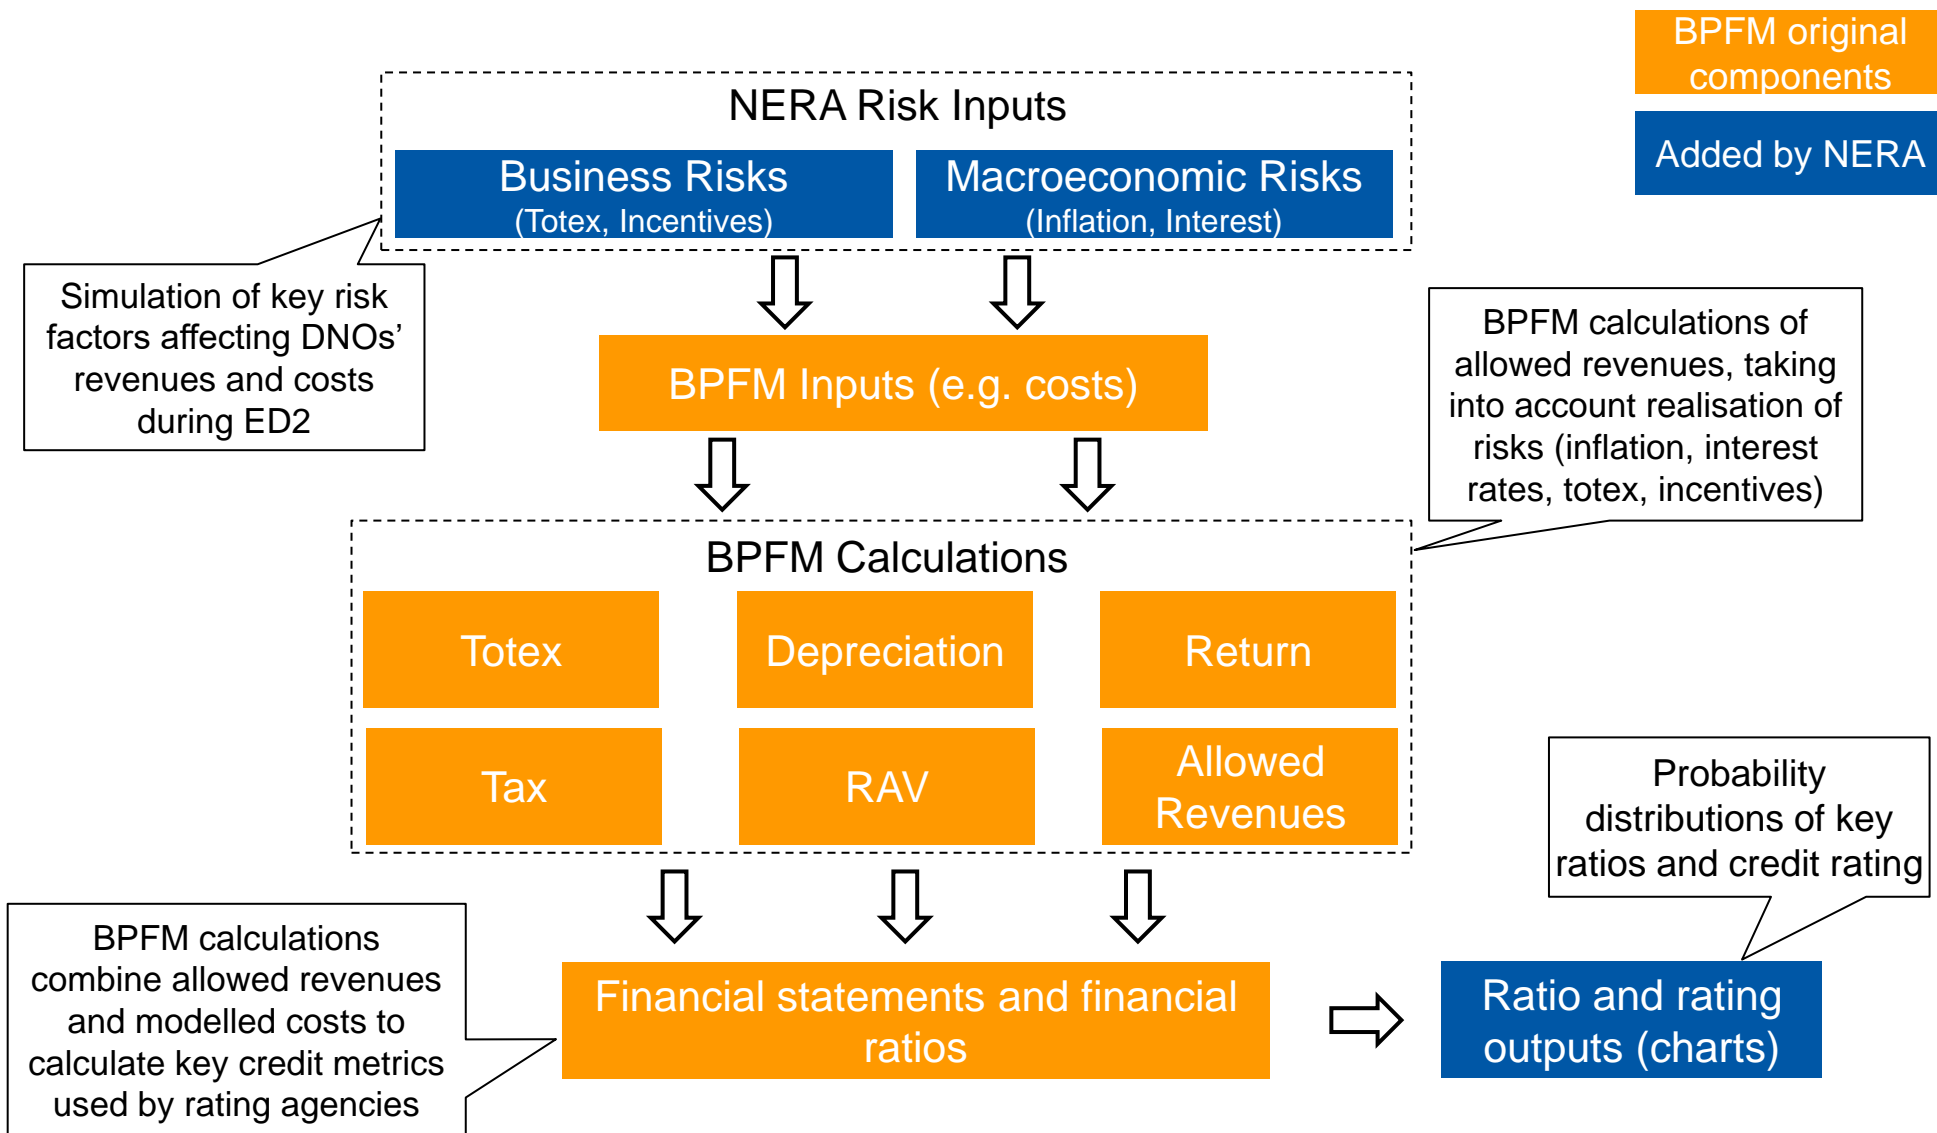 BPFM original
components
Added by NERA
NERA Risk Inputs
Business Risks
(Totex, Incentives)
Macroeconomic Risks
(Inflation, Interest)
Simulation of key risk
factors affecting DNOs’
revenues and costs
during ED2
BPFM Inputs (e.g. costs)
BPFM calculations of
allowed revenues, taking
into account realisation of
risks (inflation, interest
rates, totex, incentives)
BPFM Calculations
Totex
Depreciation
Return
Tax
RAV
Allowed
Revenues
Probability
distributions of key
ratios and credit rating
BPFM calculations
combine allowed revenues
and modelled costs to
calculate key credit metrics
used by rating agencies
Financial statements and financial
ratios
Ratio and rating
outputs (charts)